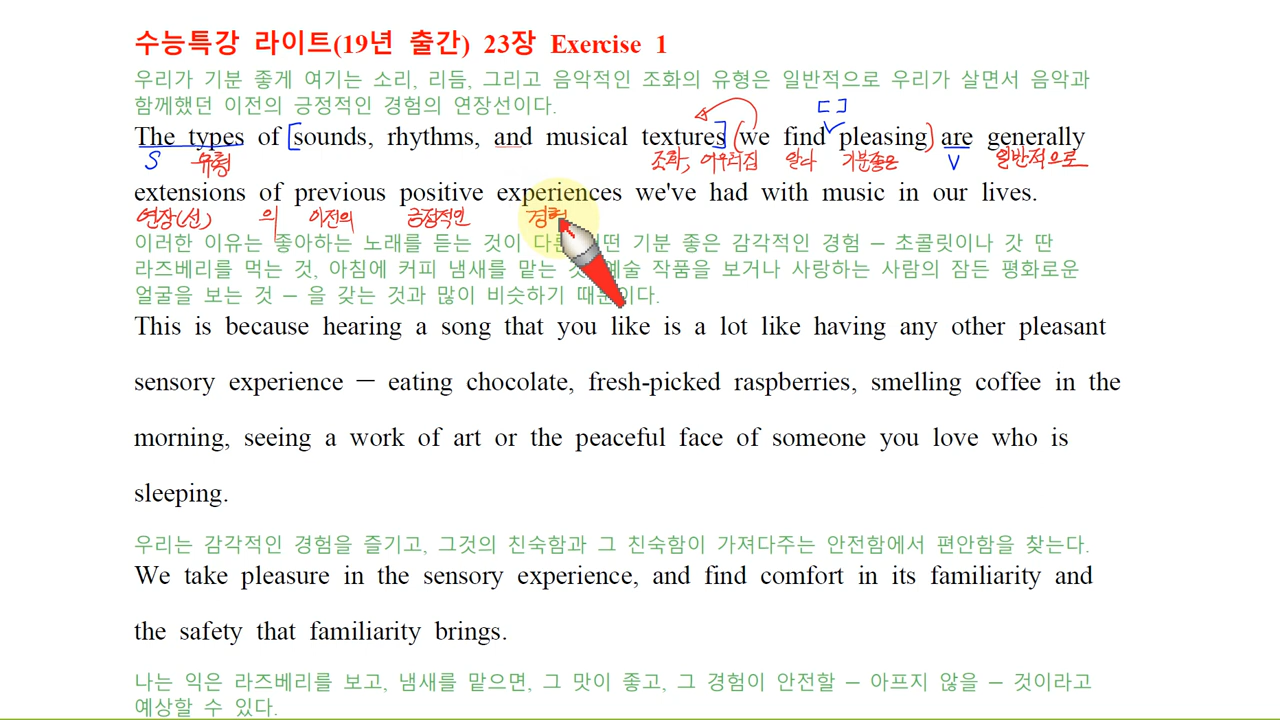 수능특강 라이트(19년 출간) 23장 Exercise 1
우리가 기분 좋게 여기는 소리, 리듬, 그리고 음악적인 조화의 유형은 일반적으로 우리가 살면서 음악과
함께했던 이전의 긍정적인 경험의 연장선이다.
The types of [sounds, rhythms, and musical textures] (we find pleasing) are generally
S 유형 조화, 어우러짐 알다 기분좋은 V 일반적으로
extensions of previous positive experiences we've had with music in our lives.
연장(선) 의 이전의 긍정적인
이러한 이유는 좋아하는 노래를 듣는 것이 다른 어떤 기분 좋은 감각적인 경험 – 초콜릿이나 갓 딴
라즈베리를 먹는 것, 아침에 커피 냄새를 맡는 것, 예술 작품을 보거나 사랑하는 사람의 잠든 평화로운
얼굴을 보는 것 – 을 갖는 것과 많이 비슷하기 때문이다.
This is because hearing a song that you like is a lot like having any other pleasant
sensory experience – eating chocolate, fresh-picked raspberries, smelling coffee in the
morning, seeing a work of art or the peaceful face of someone you love who is
sleeping.
우리는 감각적인 경험을 즐기고, 그것의 친숙함과 그 친숙함이 가져다주는 안전함에서 편안함을 찾는다.
We take pleasure in the sensory experience, and find comfort in its familiarity and
the safety that familiarity brings.
나는 익은 라즈베리를 보고, 냄새를 맡으면, 그 맛이 좋고, 그 경험이 안전할 – 아프지 않을 – 것이라고
예상할 수 있다.